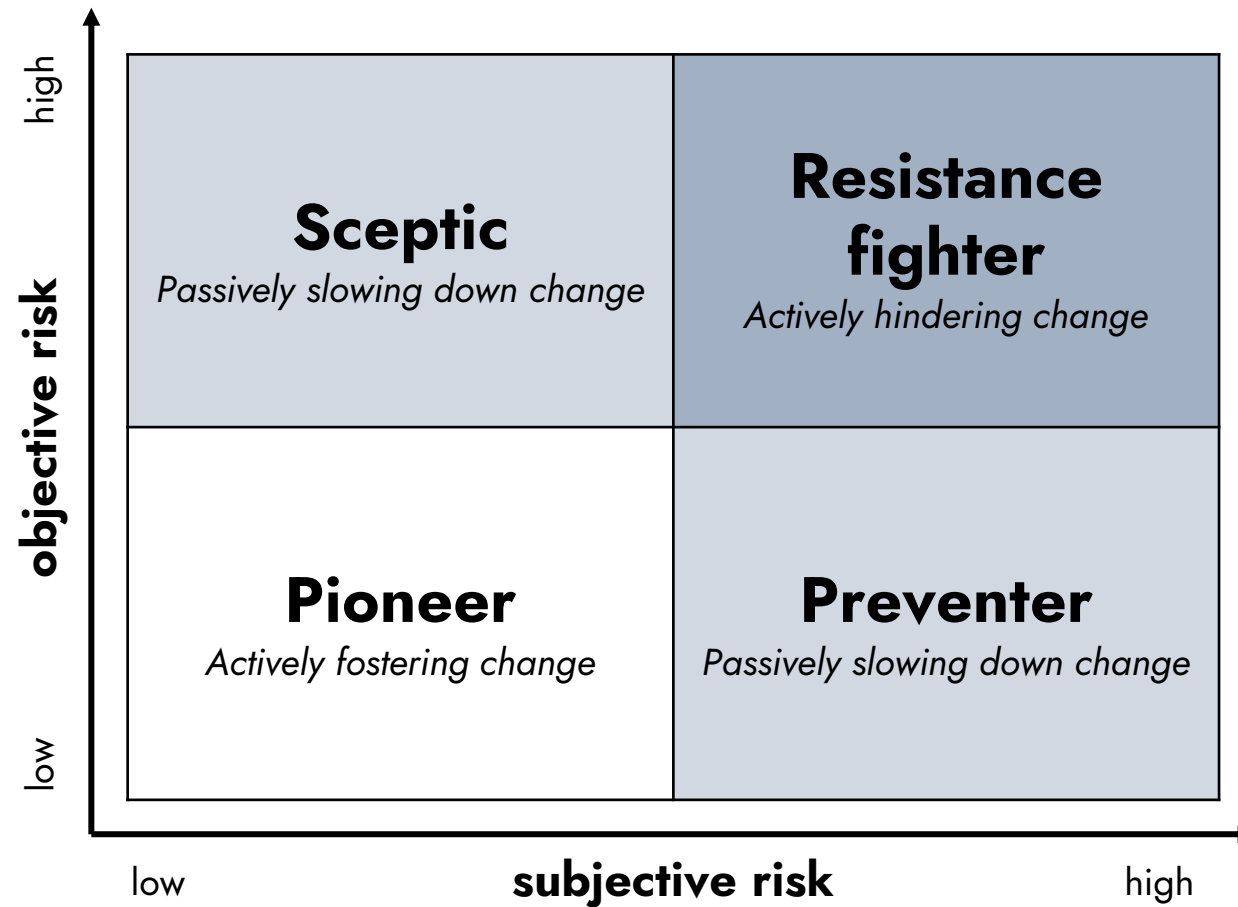 high
Sceptic
Passively slowing down change
Resistance
fighter
Actively hindering change
objective risk
Pioneer
Actively fostering change
Preventer
Passively slowing down change
low
low
subjective risk
high